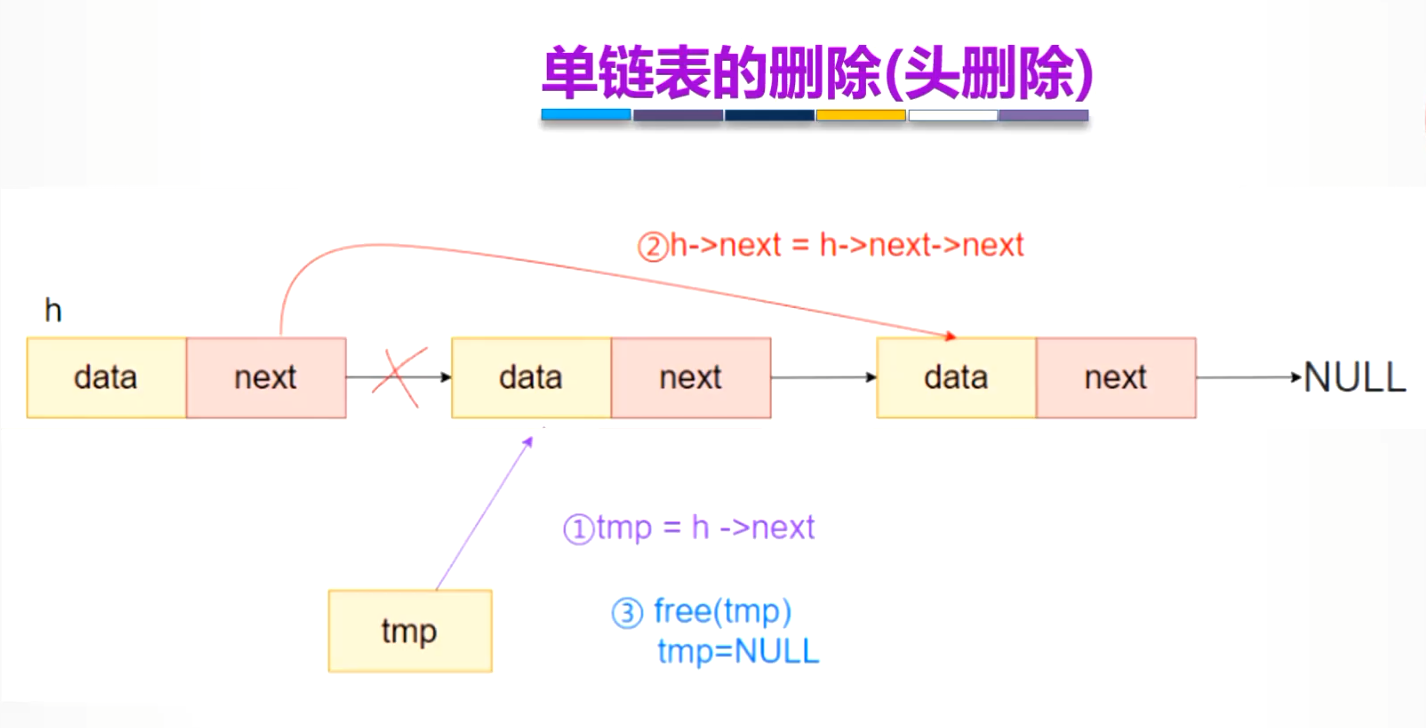 单链表的删除(头删除)
②h->next = h->next->next
h
data next data next data next NULL
①tmp = h ->next
tmp
③ free(tmp)
tmp=NULL